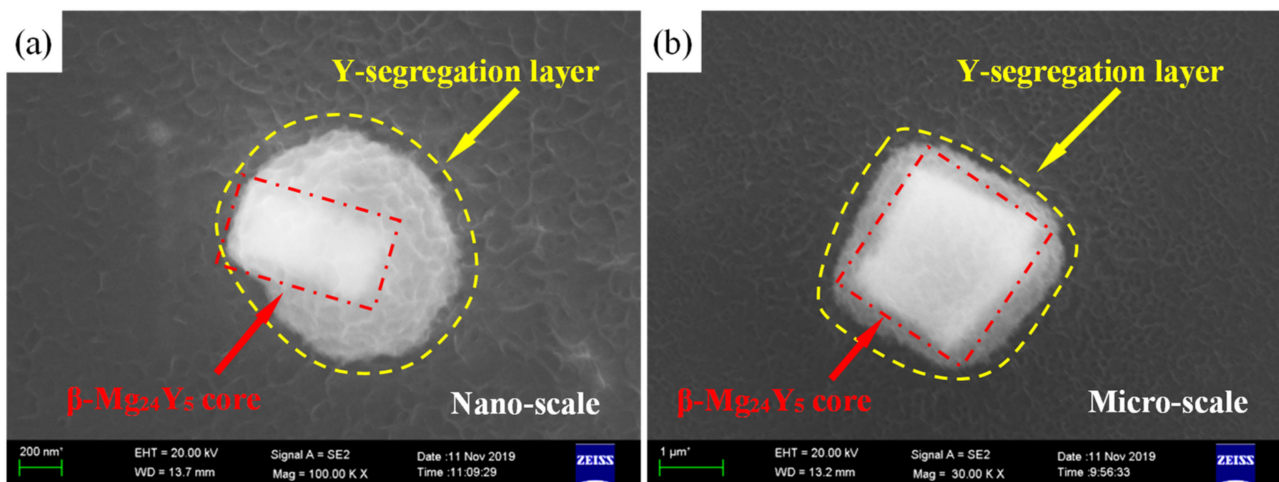 (a)
Y-segregation layer
β-Mg24Y5 core
Nano-scale
200 nm*
EHT = 20.00 kV
WD = 13.7 mm
Signal A = SE2
Mag = 100.00 K X
Date :11 Nov 2019
Time :11:09:29
ZEISS
(b)
Y-segregation layer
β-Mg24Y5 core
Micro-scale
1 µm*
EHT = 20.00 kV
WD = 13.2 mm
Signal A = SE2
Mag = 30.00 K X
Date :11 Nov 2019
Time :9:56:33
ZEISS